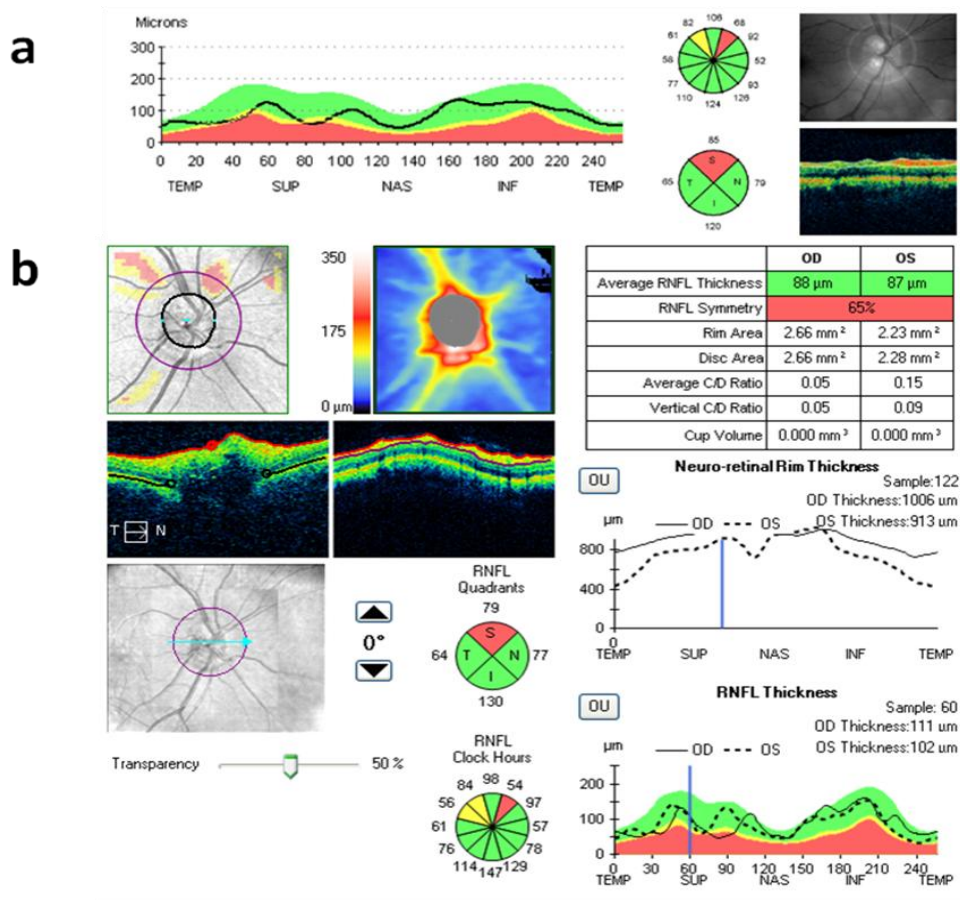 a
Microns
300
200
100
0
0 20 40 60 80 100 120 140 160 180 200 220 240
TEMP SUP NAS INF TEMP
106
82 68
61 92
58 52
77 93
110 126
124
85
S
65 T N 79
I
120
b
350
175
0 µm
T N
OD OS
Average RNFL Thickness 88 µm 87 µm
RNFL Symmetry 65%
Rim Area 2.66 mm² 2.23 mm²
Disc Area 2.66 mm² 2.28 mm²
Average C/D Ratio 0.05 0.15
Vertical C/D Ratio 0.05 0.09
Cup Volume 0.000 mm³ 0.000 mm³
Neuro-retinal Rim Thickness
OU
Sample:122
OD Thickness:1006 um
µm OD OS OS Thickness:913 um
800
400
0
0
TEMP SUP NAS INF TEMP
0°
RNFL
Quadrants
79
S
64 T N 77
I
130
Transparency 50 %
RNFL
Clock Hours
98
84 54
56 97
61 57
76 78
114 147 129
RNFL Thickness
OU
Sample: 60
OD Thickness:111 um
µm OD OS OS Thickness:102 um
200
100
0
0 30 60 90 120 150 180 210 240
TEMP SUP NAS INF TEMP